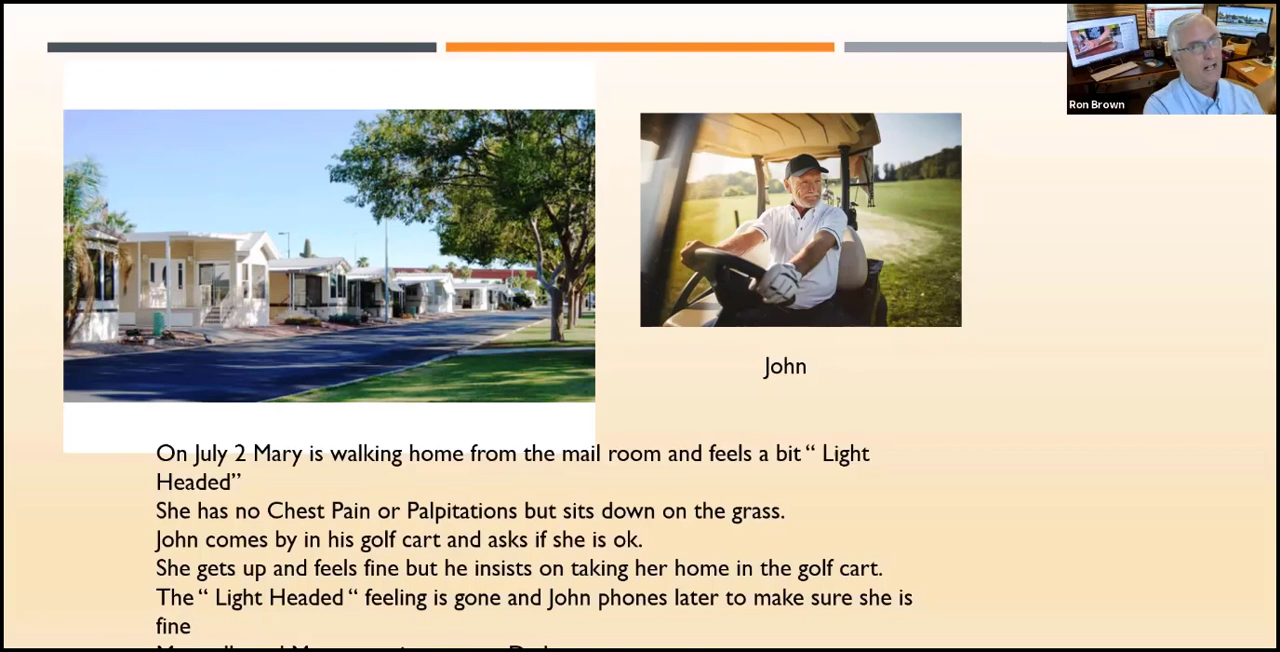 Ron Brown
John
On July 2 Mary is walking home from the mail room and feels a bit “ Light
Headed”
She has no Chest Pain or Palpitations but sits down on the grass.
John comes by in his golf cart and asks if she is ok.
She gets up and feels fine but he insists on taking her home in the golf cart.
The “ Light Headed “ feeling is gone and John phones later to make sure she is
fine